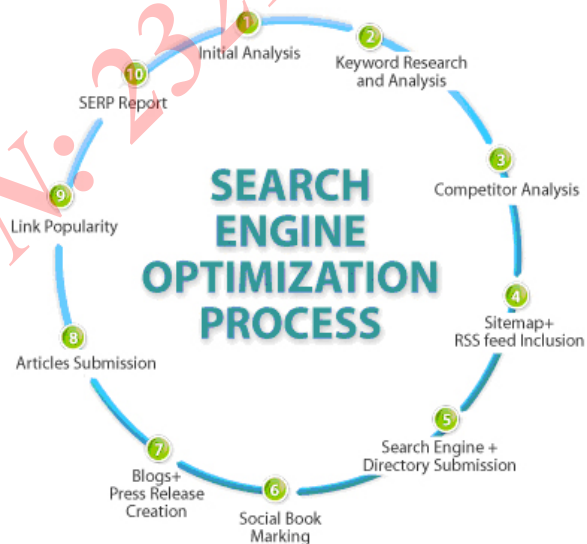 1
Initial Analysis
2
Keyword Research
and Analysis
3
Competitor Analysis
4
Sitemap+
RSS feed Inclusion
5
Search Engine +
Directory Submission
6
Social Book
Marking
7
Blogs+
Press Release
Creation
8
Articles Submission
9
Link Popularity
10
SERP Report
SEARCH
ENGINE
OPTIMIZATION
PROCESS
N: 234